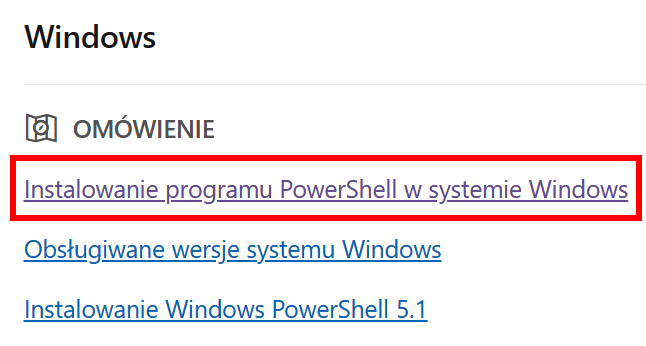 Windows
OMÓWIENIE
Instalowanie programu PowerShell w systemie Windows
Obsługiwane wersje systemu Windows
Instalowanie Windows PowerShell 5.1